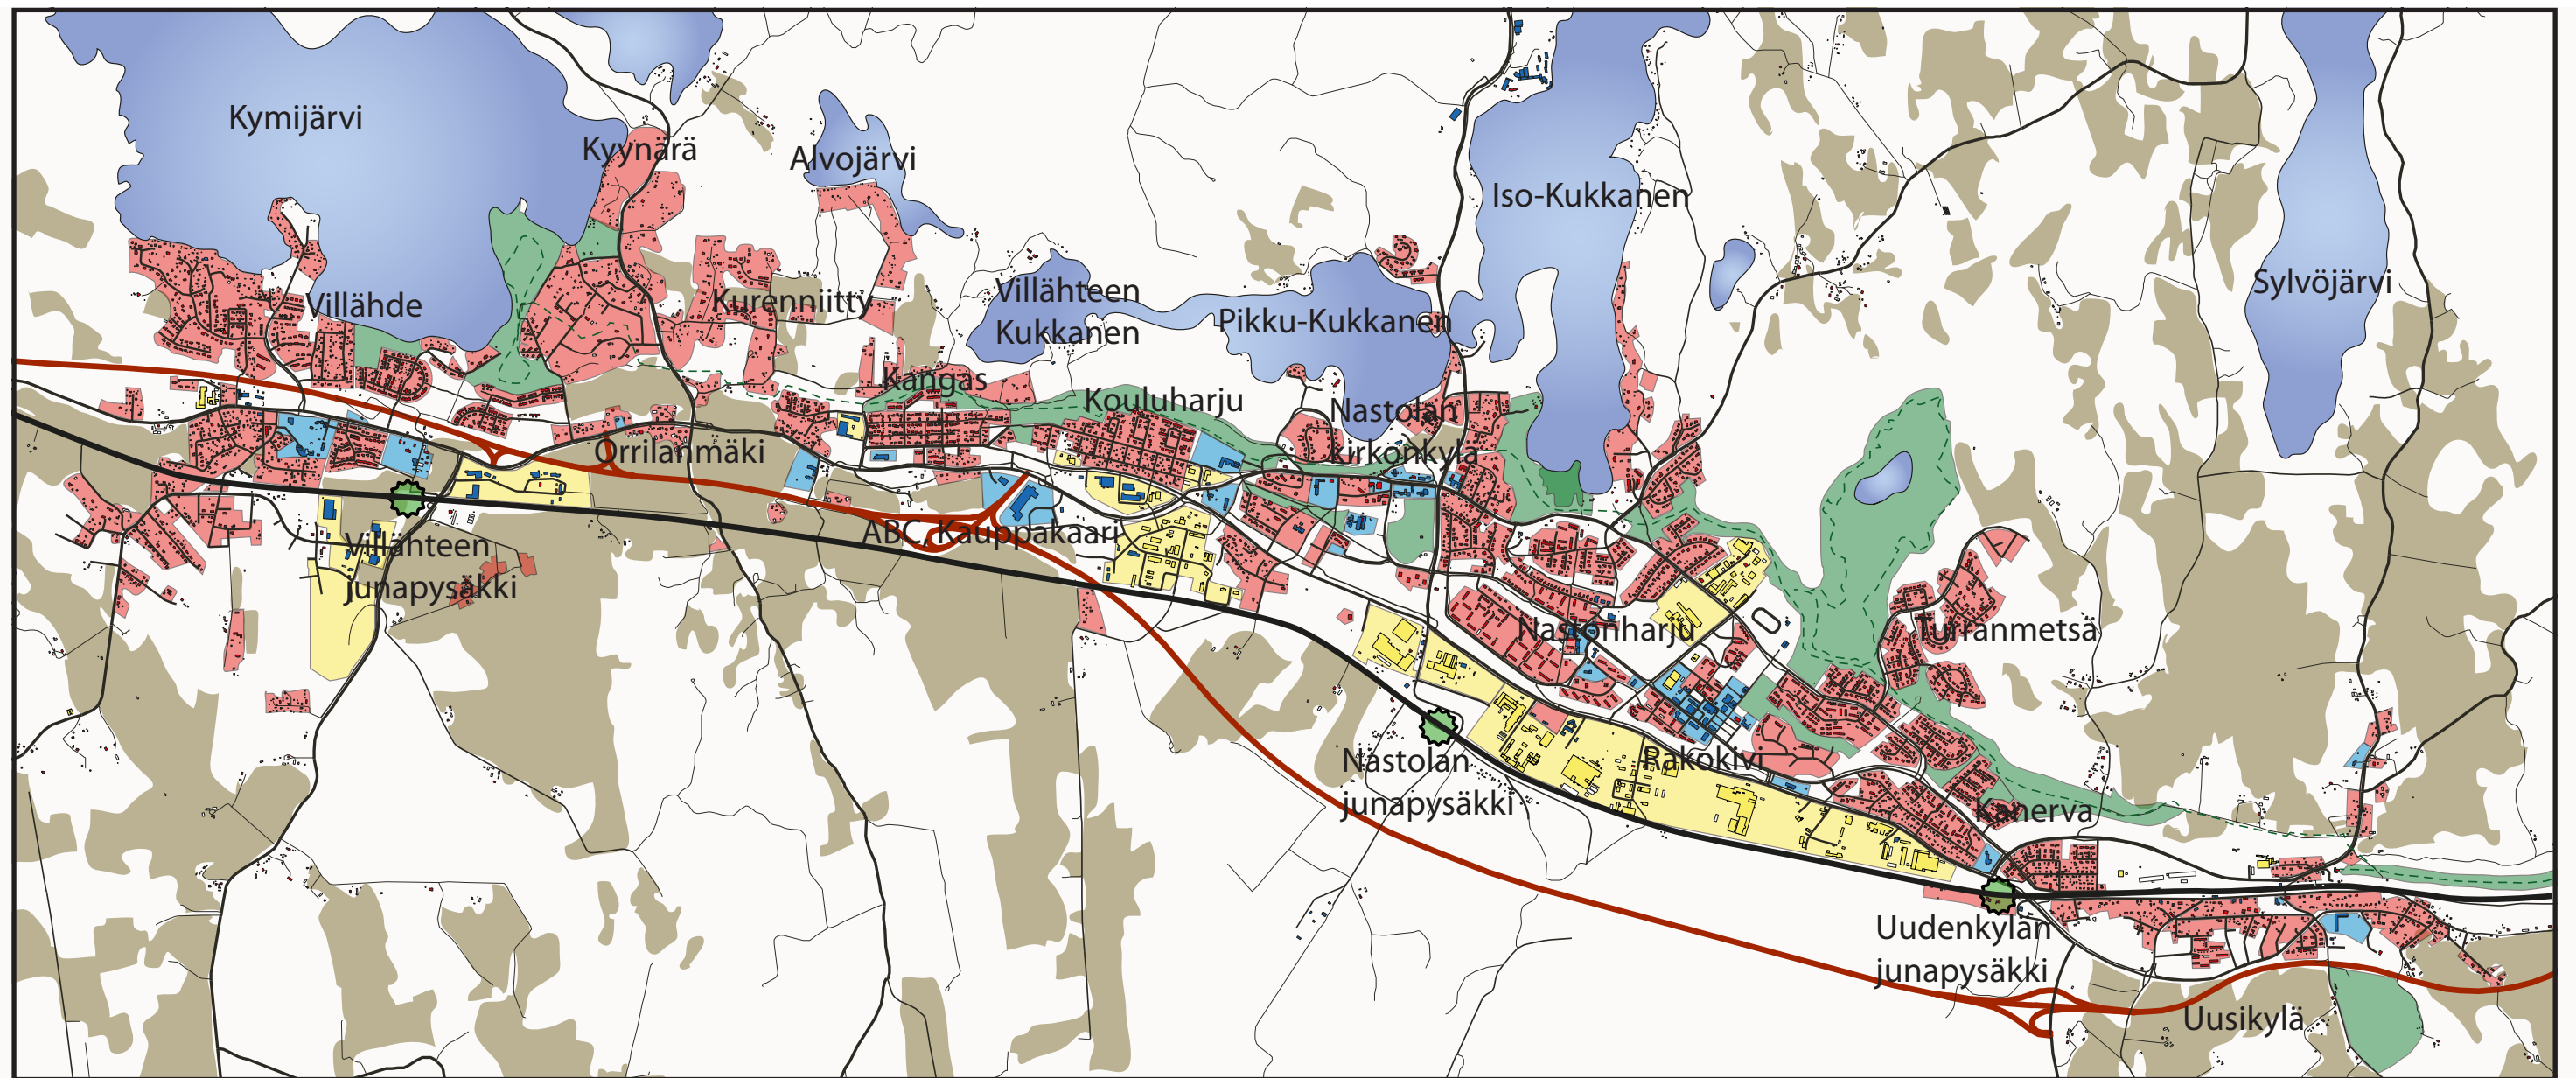 Kymijärvi
Kyynärä
Alvojärvi
Iso-Kukkanen
Sylvöjärvi
Villähde
Kurenniitty
Villähteen
Kukkanen
Pikku-Kukkanen
Kangas
Kouluharju
Nastolan
kirkonkylä
Orrilanmäki
ABC, Kauppakaari
Villähteen
junapysäkki
Nastonharju
Turranmetsä
Nastolan
junapysäkki
Rakokivi
Kanerva
Uudenkylän
junapysäkki
Uusikylä